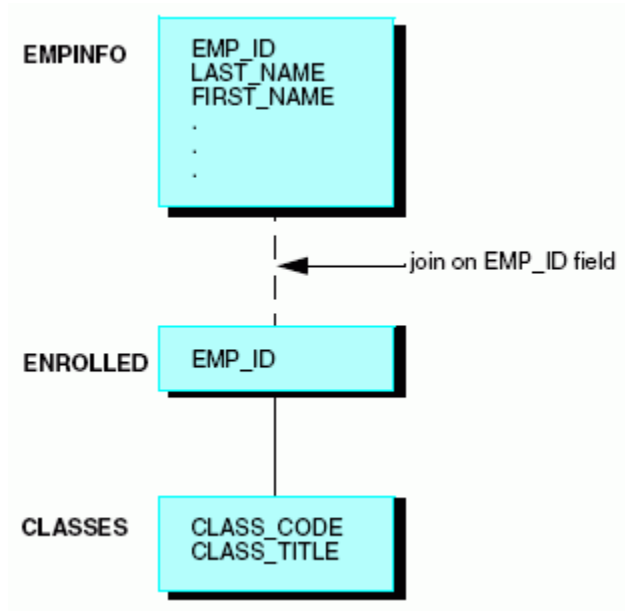 EMPINFO
EMP_ID
LAST_NAME
FIRST_NAME
.
.
.
join on EMP_ID field
ENROLLED
EMP_ID
CLASSES
CLASS_CODE
CLASS_TITLE